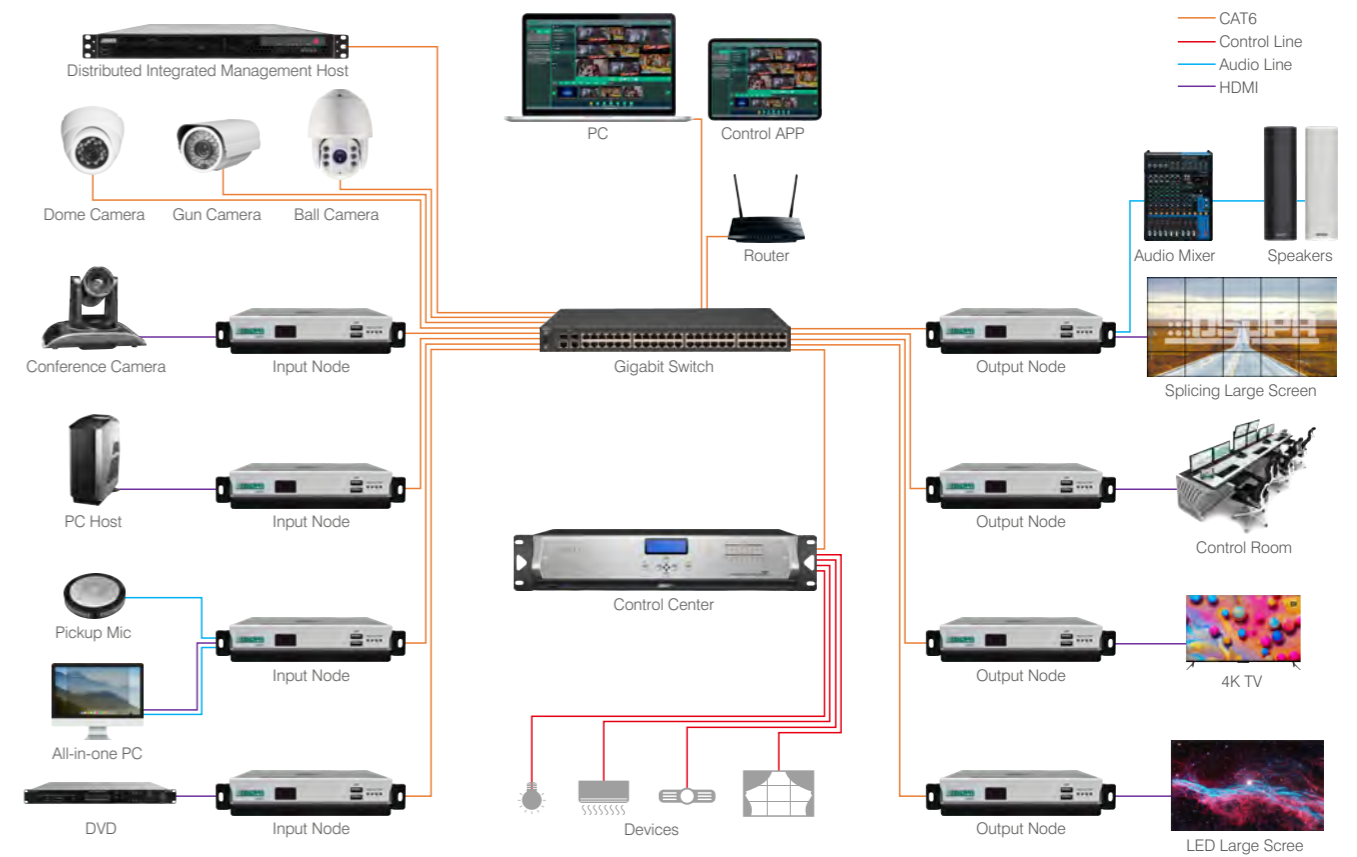 CAT6
Control Line
Audio Line
HDMI
Distributed Integrated Management Host
PC
Control APP
Dome Camera
Gun Camera
Ball Camera
Router
Audio Mixer
Speakers
Conference Camera
Input Node
Gigabit Switch
Output Node
DSPPA
Splicing Large Screen
PC Host
Input Node
Output Node
Control Room
Control Center
Pickup Mic
Input Node
Output Node
4K TV
All-in-one PC
DVD
Input Node
Devices
Output Node
LED Large Scree